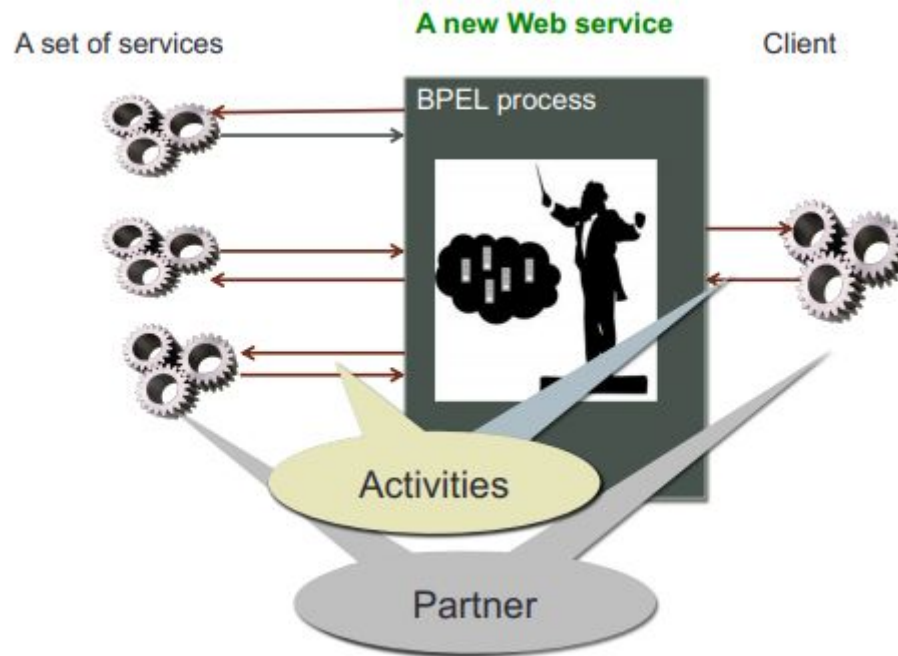 A new Web service
A set of services
Client
BPEL process
Activities
Partner